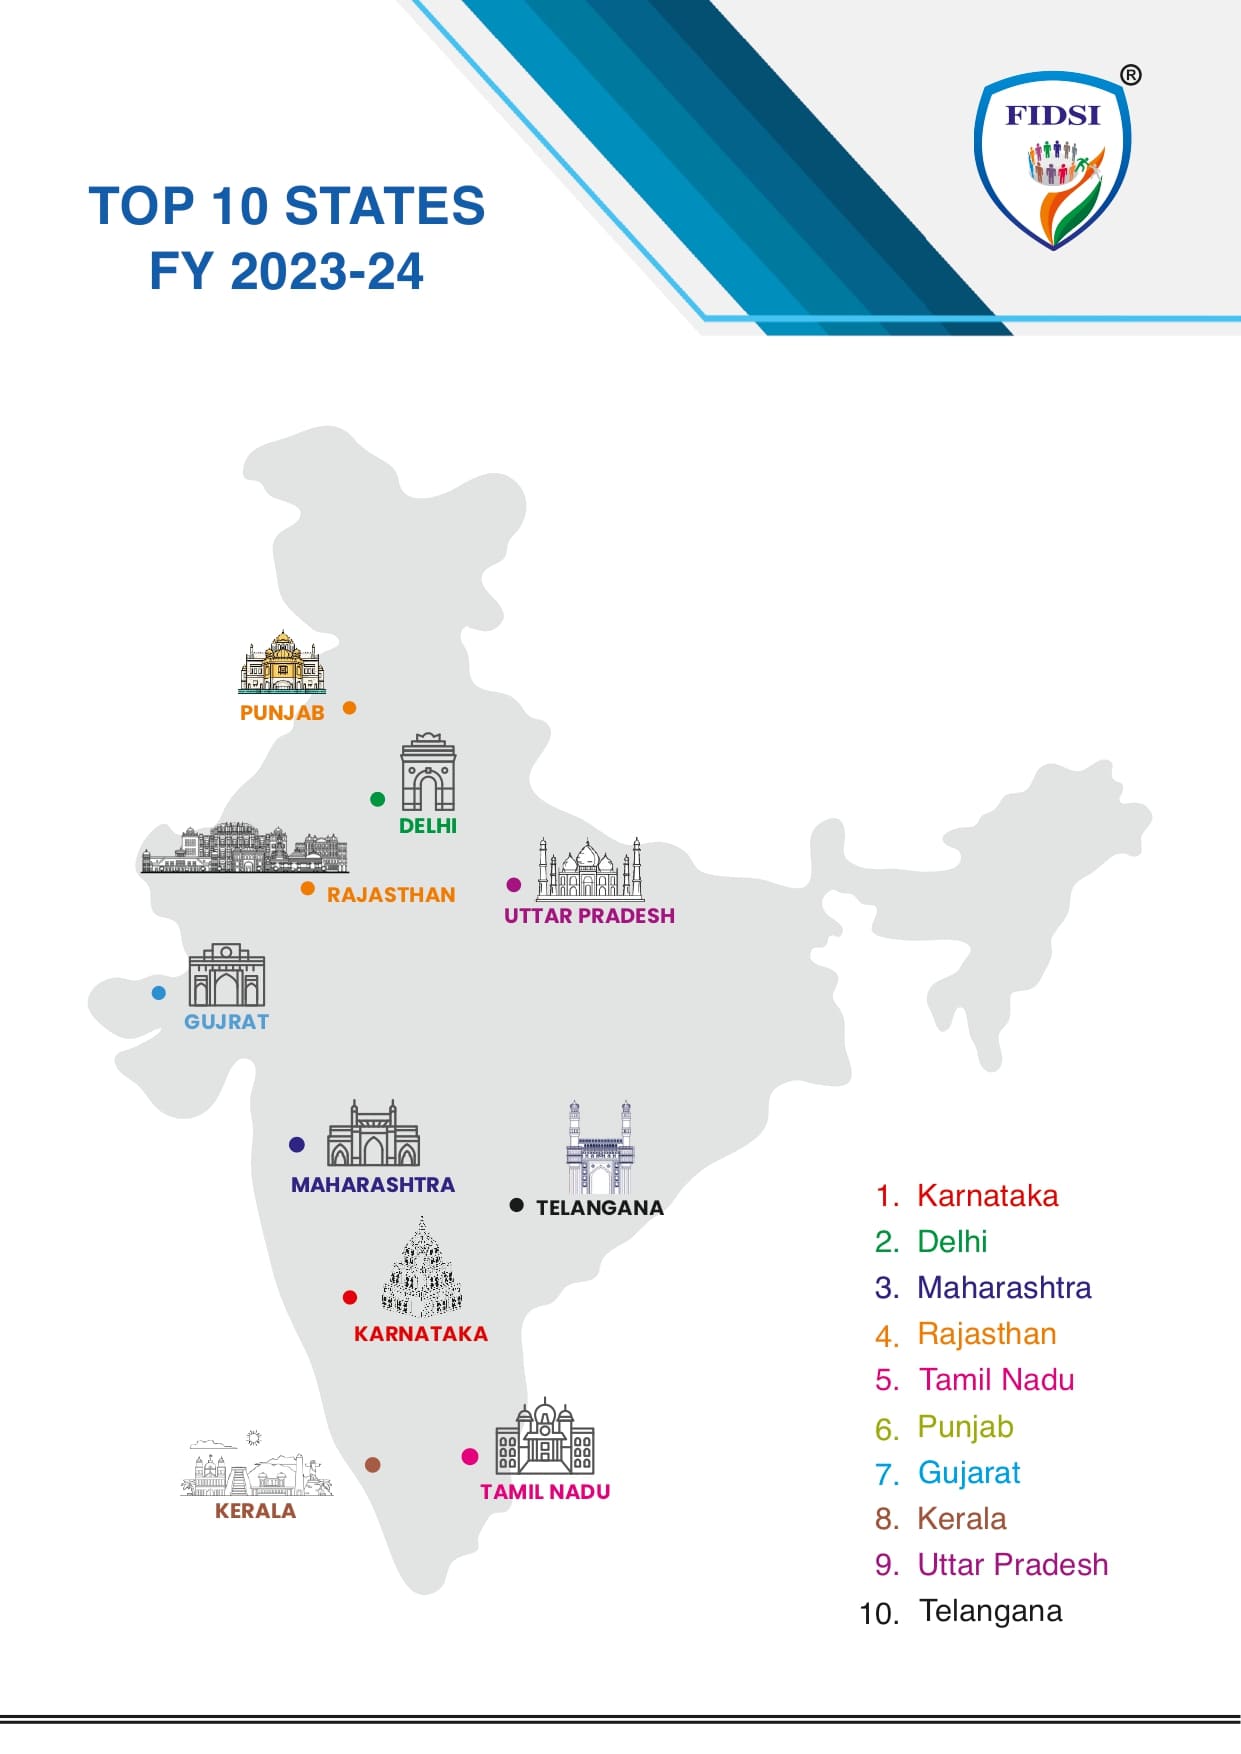 ®
FIDSI
TOP 10 STATES
FY 2023-24
PUNJAB
DELHI
RAJASTHAN
UTTAR PRADESH
GUJRAT
MAHARASHTRA
TELANGANA
KARNATAKA
TAMIL NADU
KERALA
1. Karnataka
2. Delhi
3. Maharashtra
4. Rajasthan
5. Tamil Nadu
6. Punjab
7. Gujarat
8. Kerala
9. Uttar Pradesh
10. Telangana